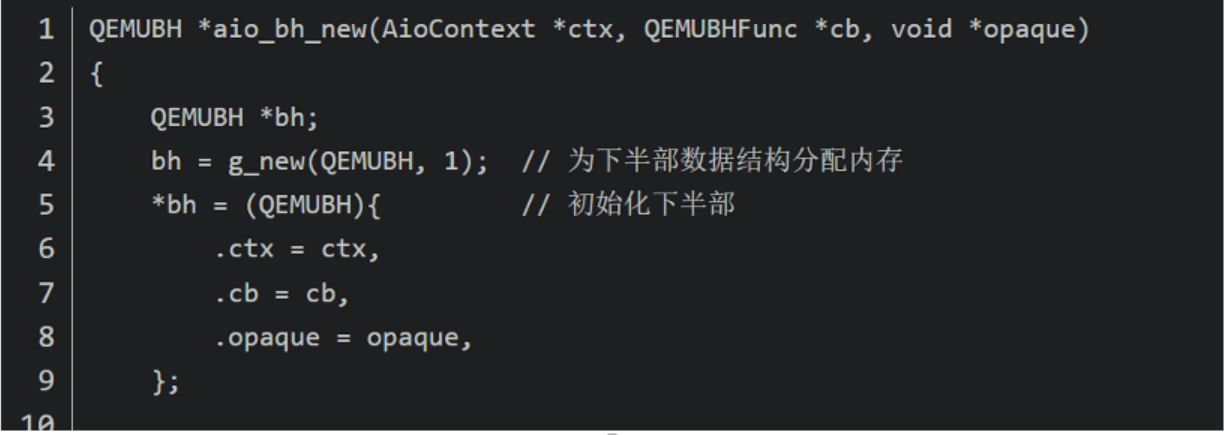 1 QEMUBH *aio_bh_new(AioContext *ctx, QEMUBHFunc *cb, void *opaque)
2 {
3     QEMUBH *bh;
4     bh = g_new(QEMUBH, 1);  // 为下半部数据结构分配内存
5     *bh = (QEMUBH){         // 初始化下半部
6         .ctx = ctx,
7         .cb = cb,
8         .opaque = opaque,
9     };
10